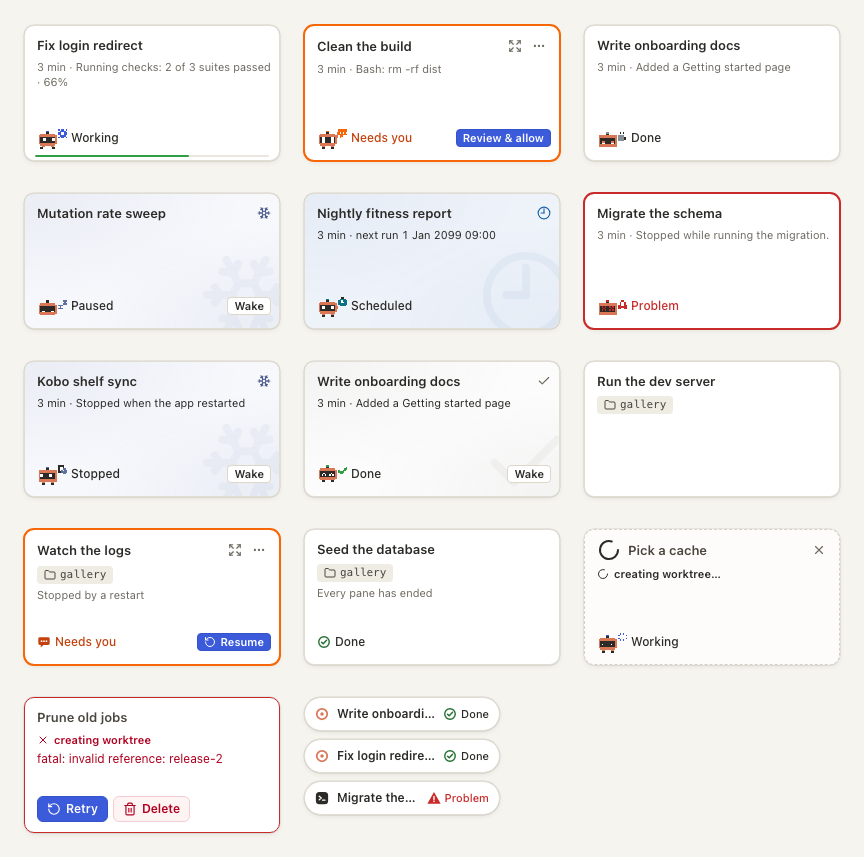 Fix login redirect
3 min · Running checks: 2 of 3 suites passed
· 66%
Working
Clean the build
3 min · Bash: rm -rf dist
Needs you
Review & allow
Write onboarding docs
3 min · Added a Getting started page
Done
Mutation rate sweep
Paused
Wake
Nightly fitness report
3 min · next run 1 Jan 2099 09:00
Scheduled
Migrate the schema
3 min · Stopped while running the migration.
Problem
Kobo shelf sync
3 min · Stopped when the app restarted
Stopped
Wake
Write onboarding docs
3 min · Added a Getting started page
Done
Wake
Run the dev server
gallery
Watch the logs
gallery
Stopped by a restart
Needs you
Resume
Seed the database
gallery
Every pane has ended
Done
Pick a cache
creating worktree...
Working
Prune old jobs
creating worktree
fatal: invalid reference: release-2
Retry
Delete
Write onboardi... Done
Fix login redire... Done
Migrate the... Problem